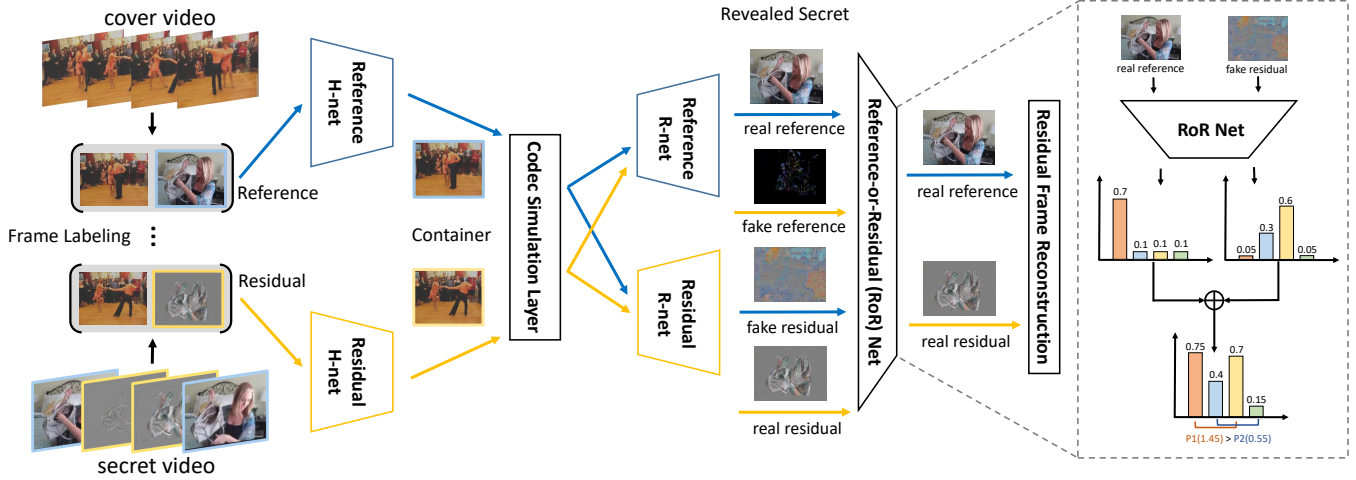 cover video
Reference
Frame Labeling
Residual
secret video
Reference
H-net
Residual
H-net
Container
Codec Simulation Layer
Revealed Secret
Reference
R-net
Residual
R-net
real reference
fake reference
fake residual
real residual
Reference-or-Residual (RoR) Net
real reference
real residual
Residual Frame Reconstruction
real reference
fake residual
RoR Net
0.7
0.1
0.1
0.1
0.05
0.3
0.6
0.05
0.75
0.4
0.7
0.15
P1(1.45) > P2(0.55)